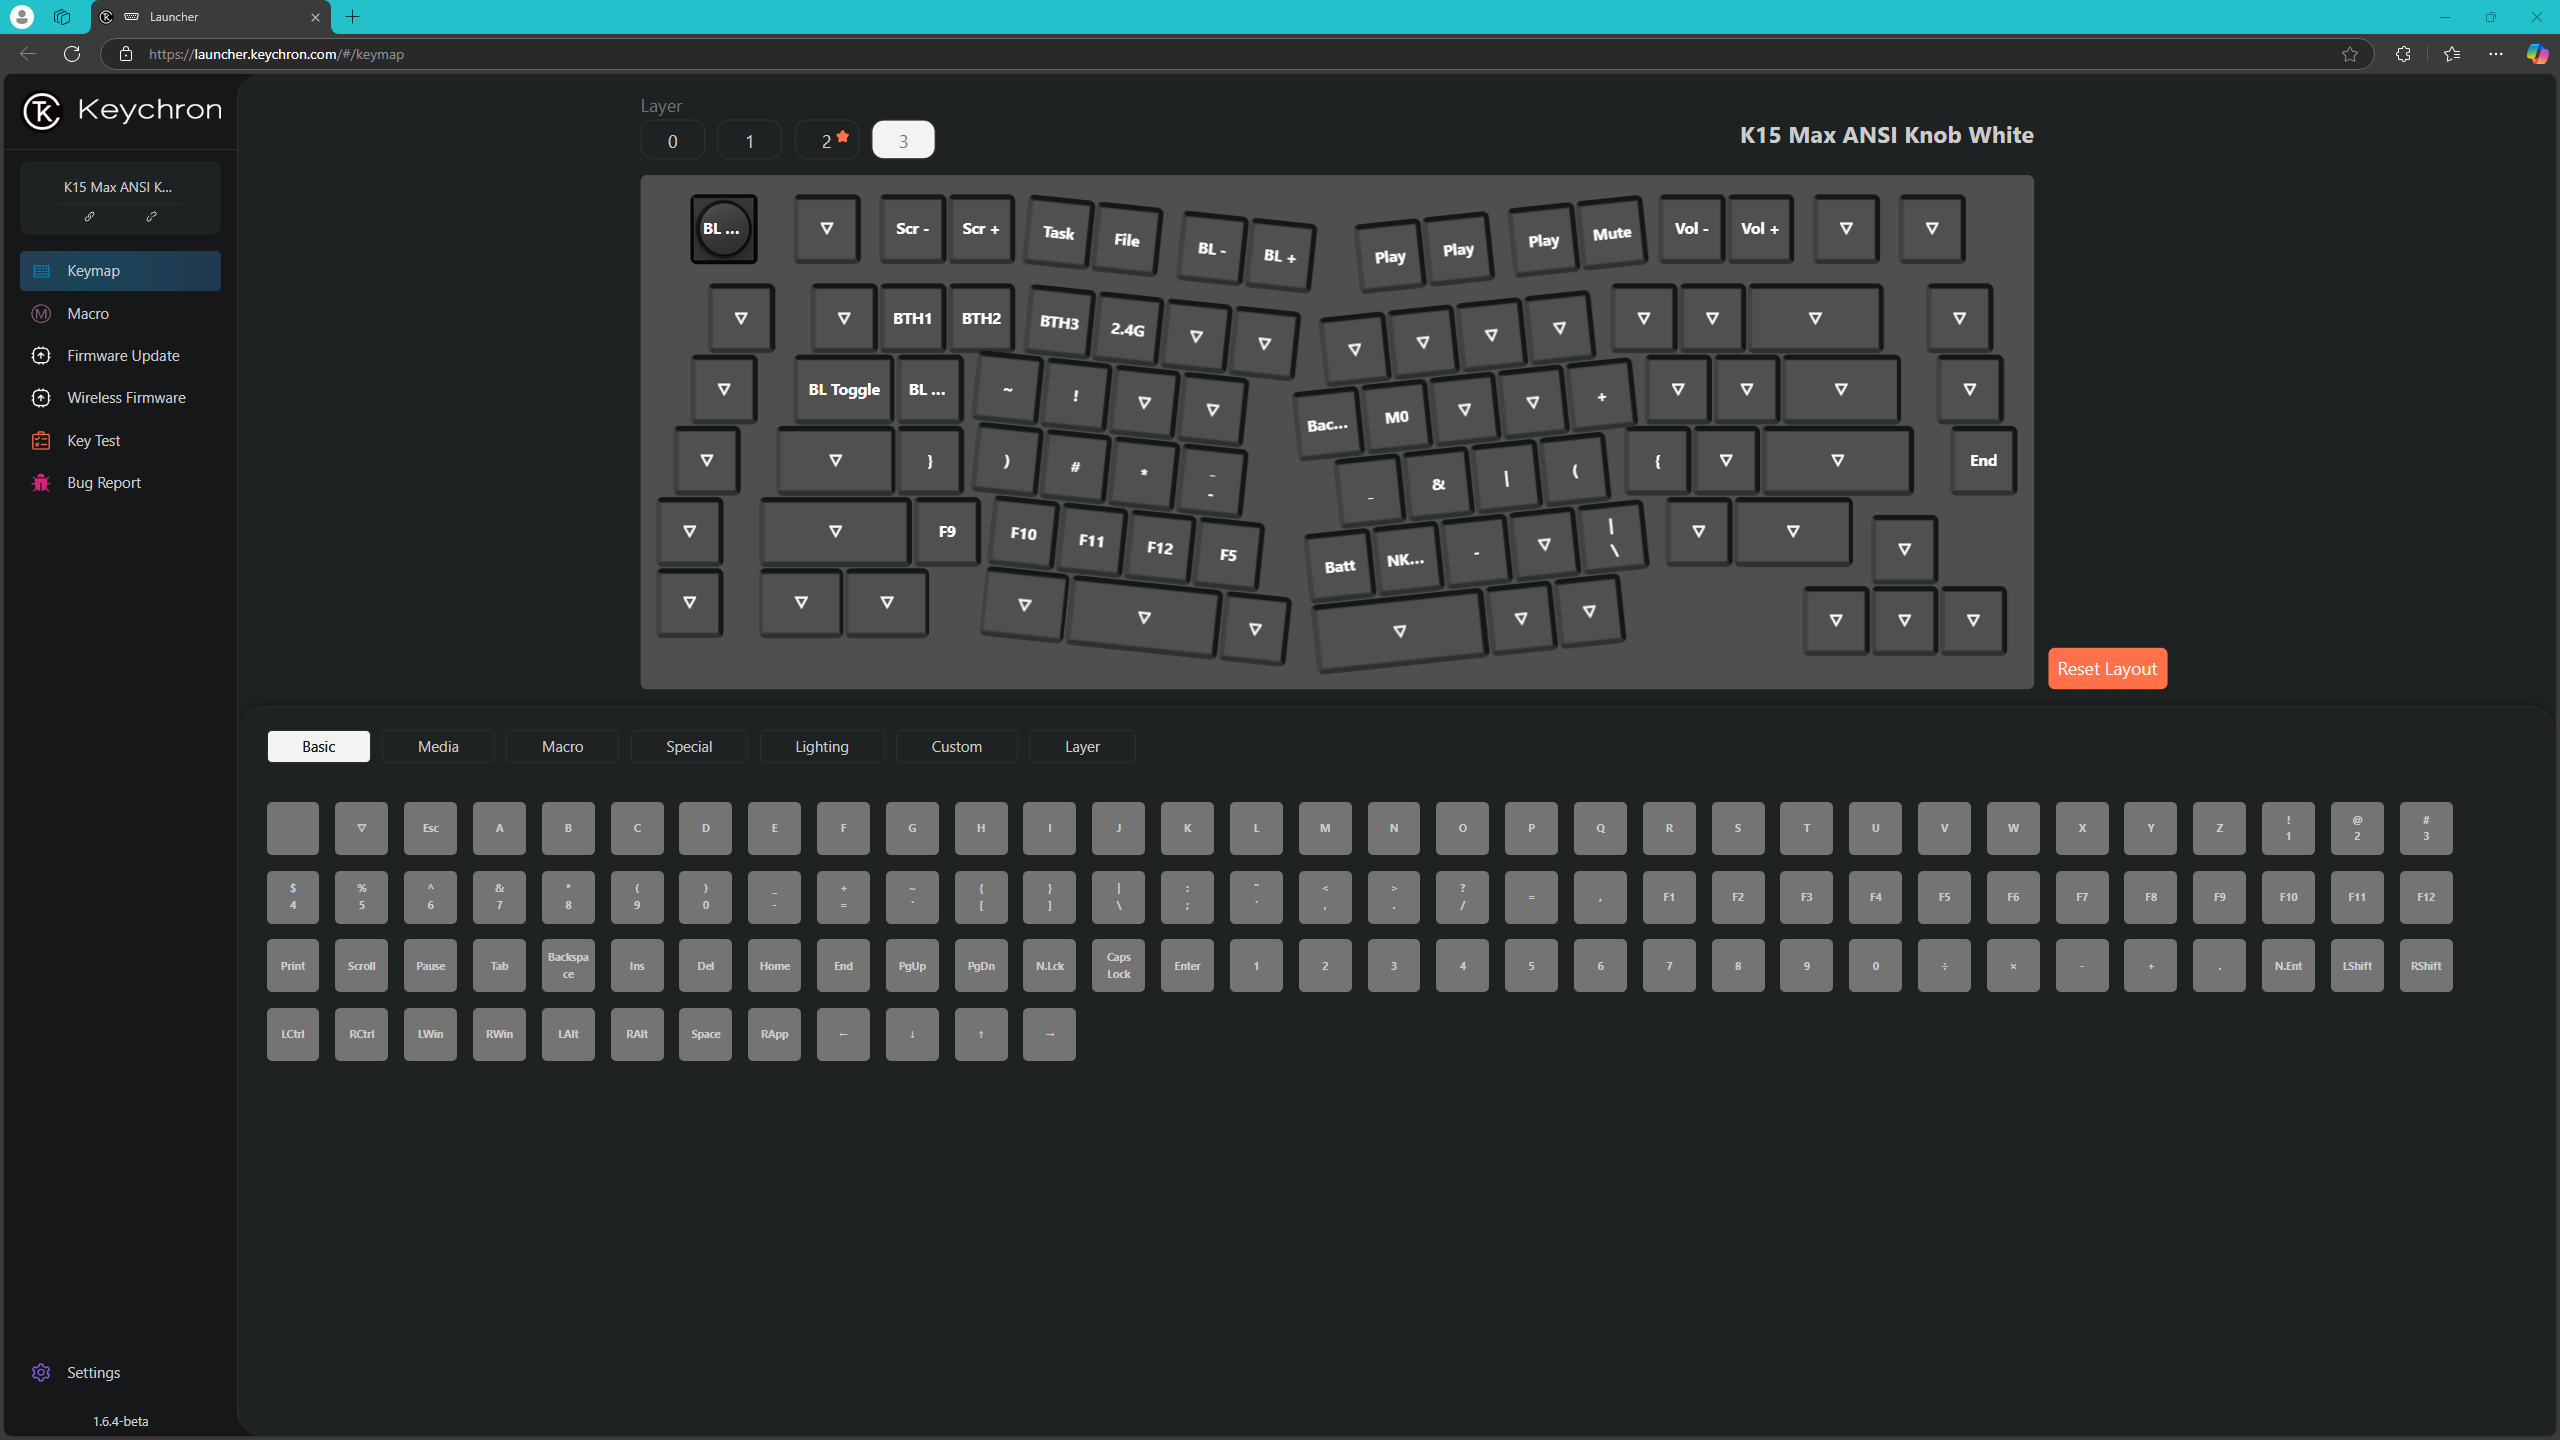 Launcher
https://launcher.keychron.com/#/keymap
Keychron
K15 Max ANSI K...
Keymap
Macro
Firmware Update
Wireless Firmware
Key Test
Bug Report
Settings
1.6.4-beta
Layer
0 1 2 3
K15 Max ANSI Knob White
BL ... ▽ Scr - Scr + Task File BL - BL + Play Play Play Mute Vol - Vol + ▽ ▽
▽ ▽ BTH1 BTH2 BTH3 2.4G ▽ ▽ ▽ ▽ ▽ ▽ ▽ ▽ ▽ ▽
▽ BL Toggle BL ... ~ ! ▽ ▽ Bac... M0 ▽ ▽ + ▽ ▽ ▽ ▽
▽ ▽ } ) # * _ - _ & | ( { ▽ ▽ End
▽ ▽ F9 F10 F11 F12 F5 Batt NK... - ▽ | \ ▽ ▽ ▽
▽ ▽ ▽ ▽ ▽ ▽ ▽ ▽ ▽ ▽ ▽ ▽
Reset Layout
Basic Media Macro Special Lighting Custom Layer
▽ Esc A B C D E F G H I J K L M N O P Q R S T U V W X Y Z ! 1 @ 2 # 3
$ 4 % 5 ^ 6 & 7 * 8 ( 9 ) 0 _ - + = ~ ` { [ } ] | \ : ; " ' < , > . ? / = , F1 F2 F3 F4 F5 F6 F7 F8 F9 F10 F11 F12
Print Scroll Pause Tab Backspa
ce Ins Del Home End PgUp PgDn N.Lck Caps
Lock Enter 1 2 3 4 5 6 7 8 9 0 ÷ × - + . N.Ent LShift RShift
LCtrl RCtrl LWin RWin LAlt RAlt Space RApp ← ↓ ↑ →